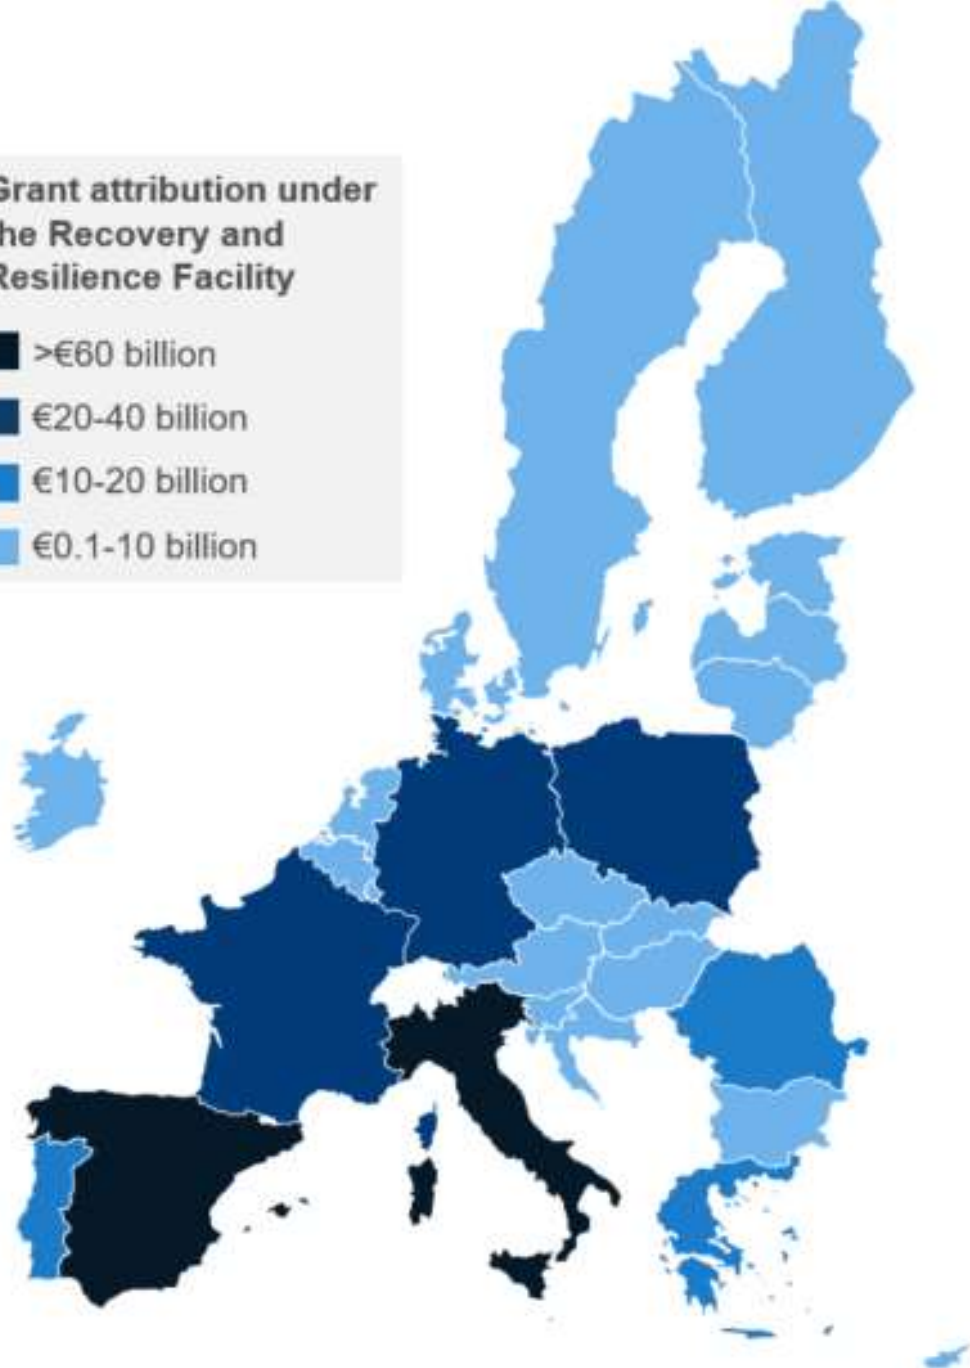 Grant attribution under
the Recovery and
Resilience Facility
>€60 billion
€20-40 billion
€10-20 billion
€0.1-10 billion